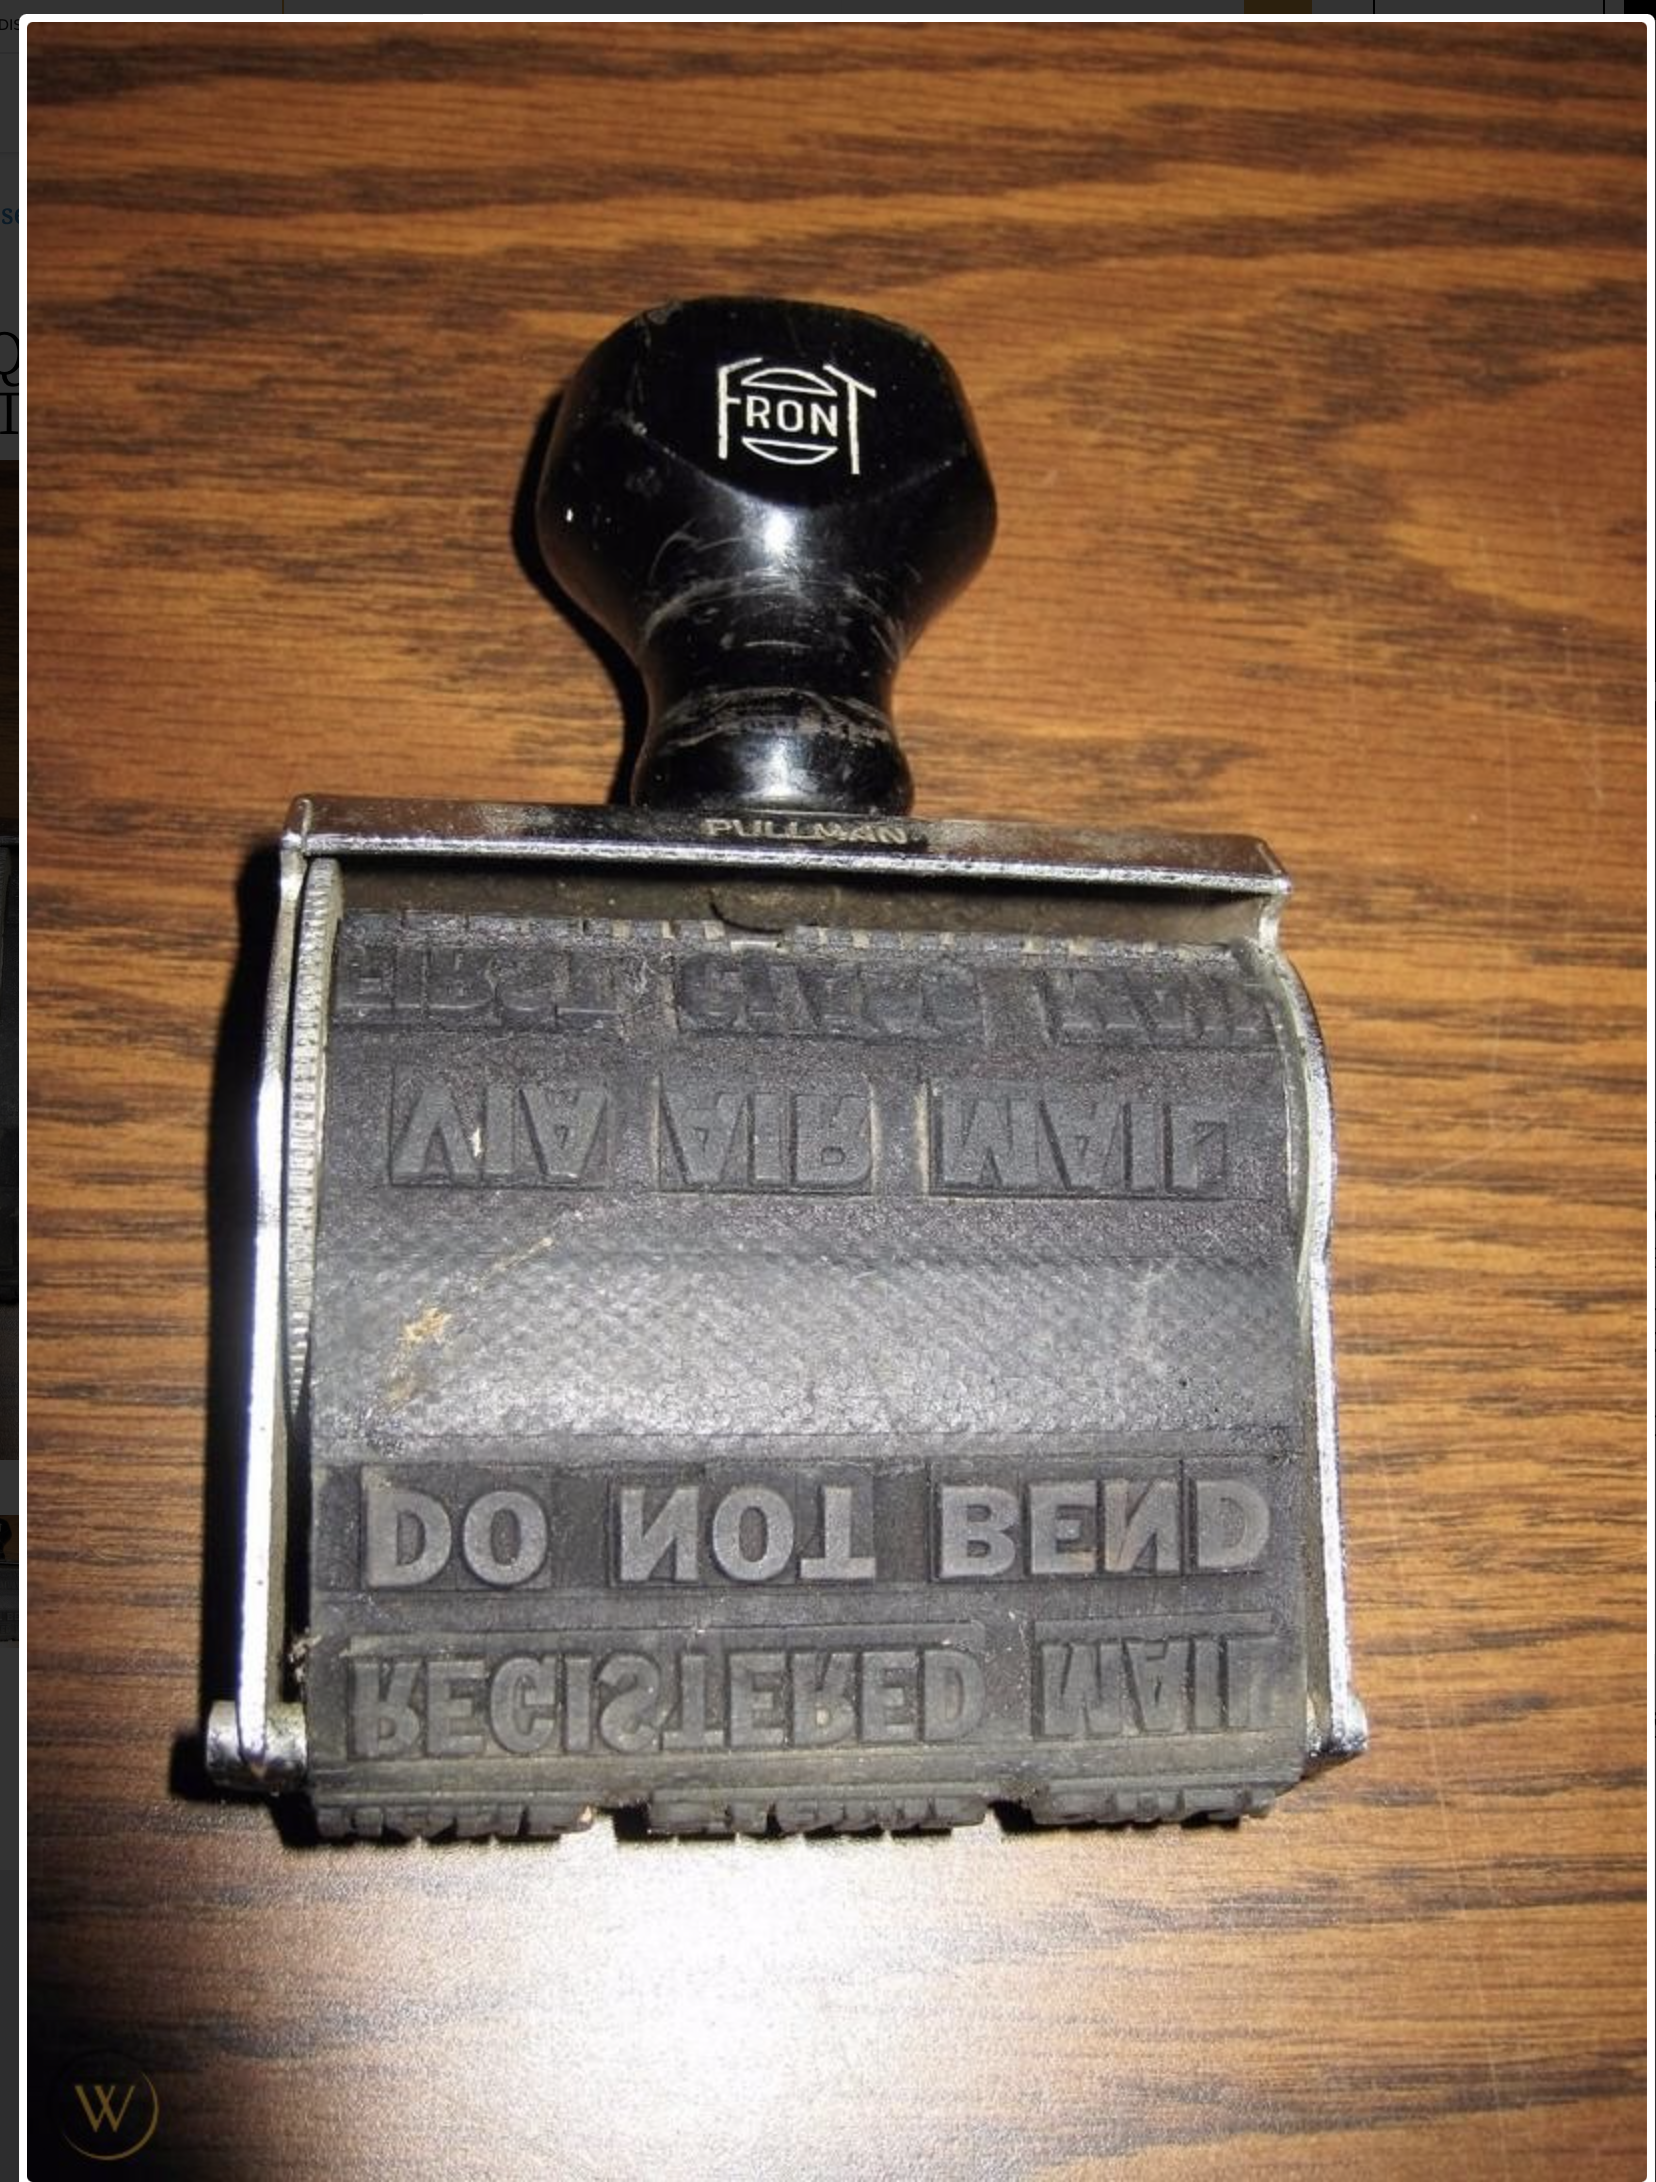 FRONT
PULLMAN
FIRST CLASS MAIL
VIA AIR MAIL
DO NOT BEND
REGISTERED MAIL
W